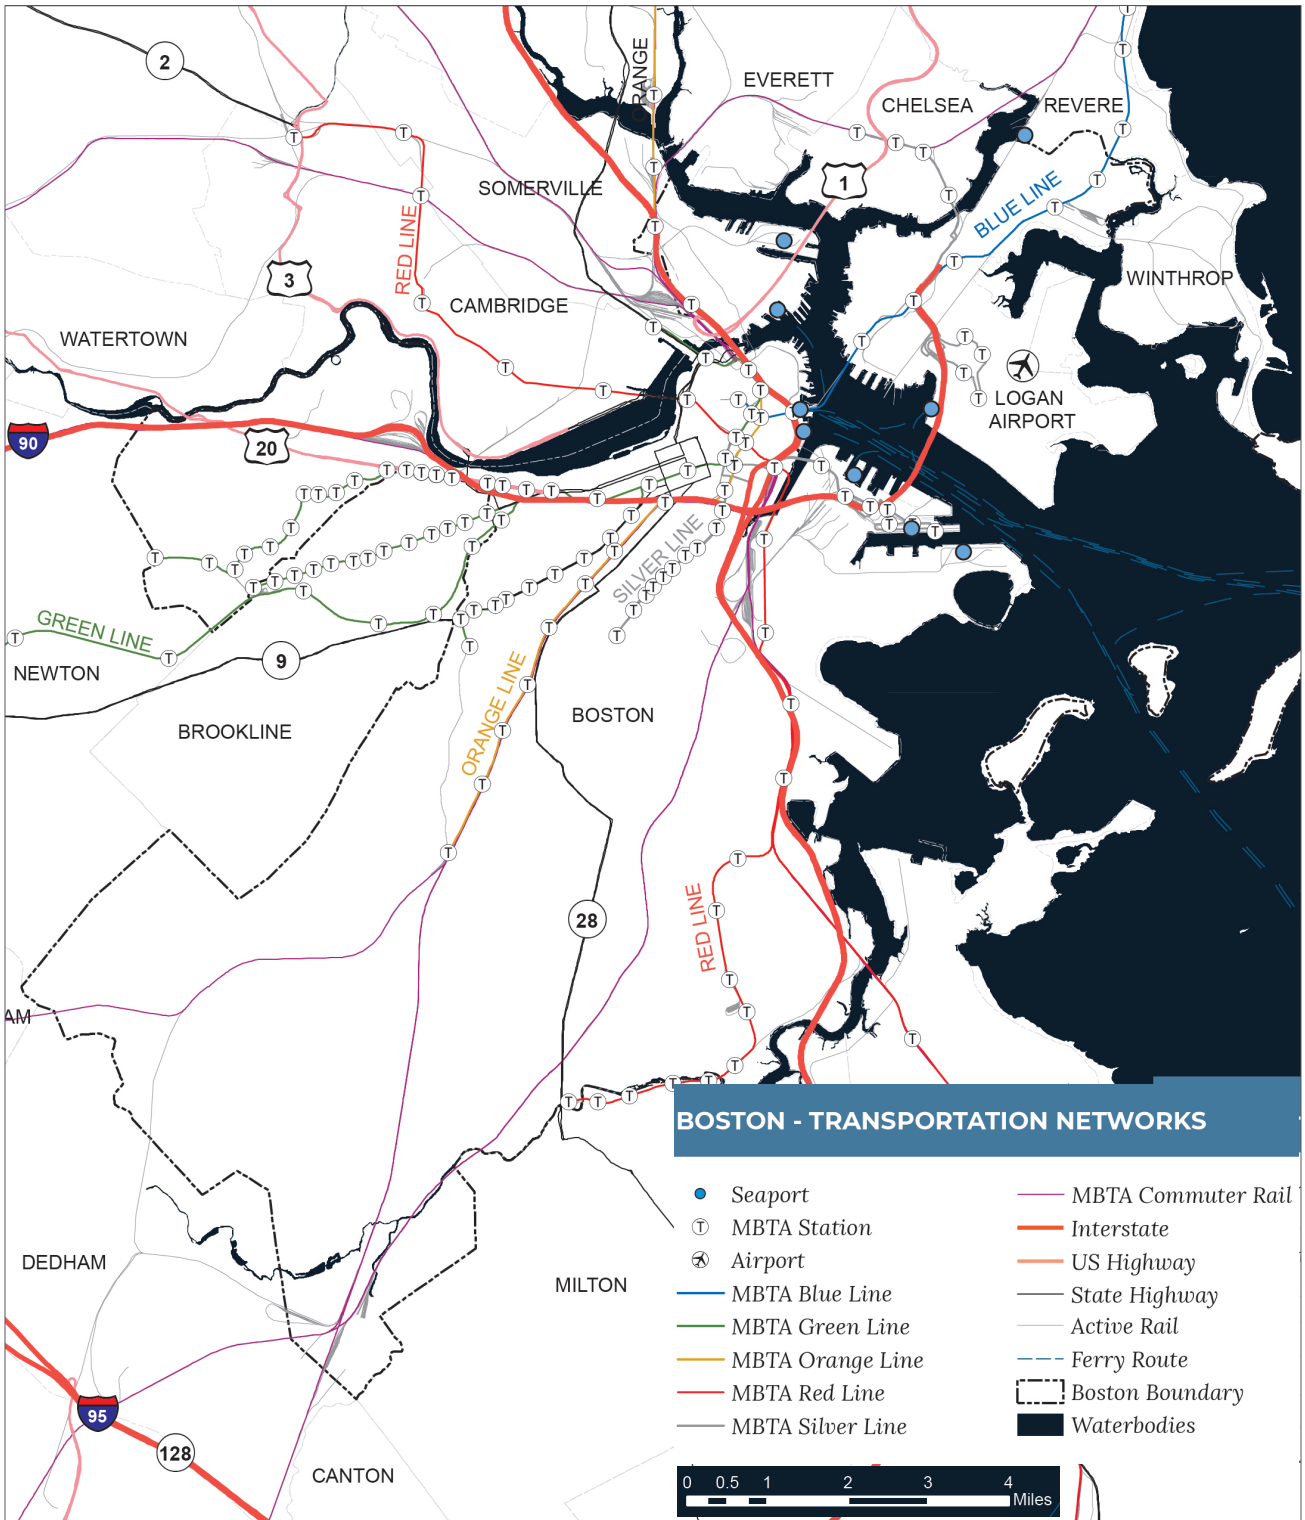 2
ORANGE
EVERETT
CHELSEA
REVERE
1
SOMERVILLE
BLUE LINE
RED LINE
3
CAMBRIDGE
WINTHROP
WATERTOWN
LOGAN
AIRPORT
90
20
SILVER LINE
GREEN LINE
9
NEWTON
BROOKLINE
ORANGE LINE
BOSTON
28
RED LINE
AM
DEDHAM
MILTON
95
128
CANTON
BOSTON - TRANSPORTATION NETWORKS
Seaport
T MBTA Station
Airport
MBTA Blue Line
MBTA Green Line
MBTA Orange Line
MBTA Red Line
MBTA Silver Line
MBTA Commuter Rail
Interstate
US Highway
State Highway
Active Rail
Ferry Route
Boston Boundary
Waterbodies
0 0.5 1 2 3 4
Miles